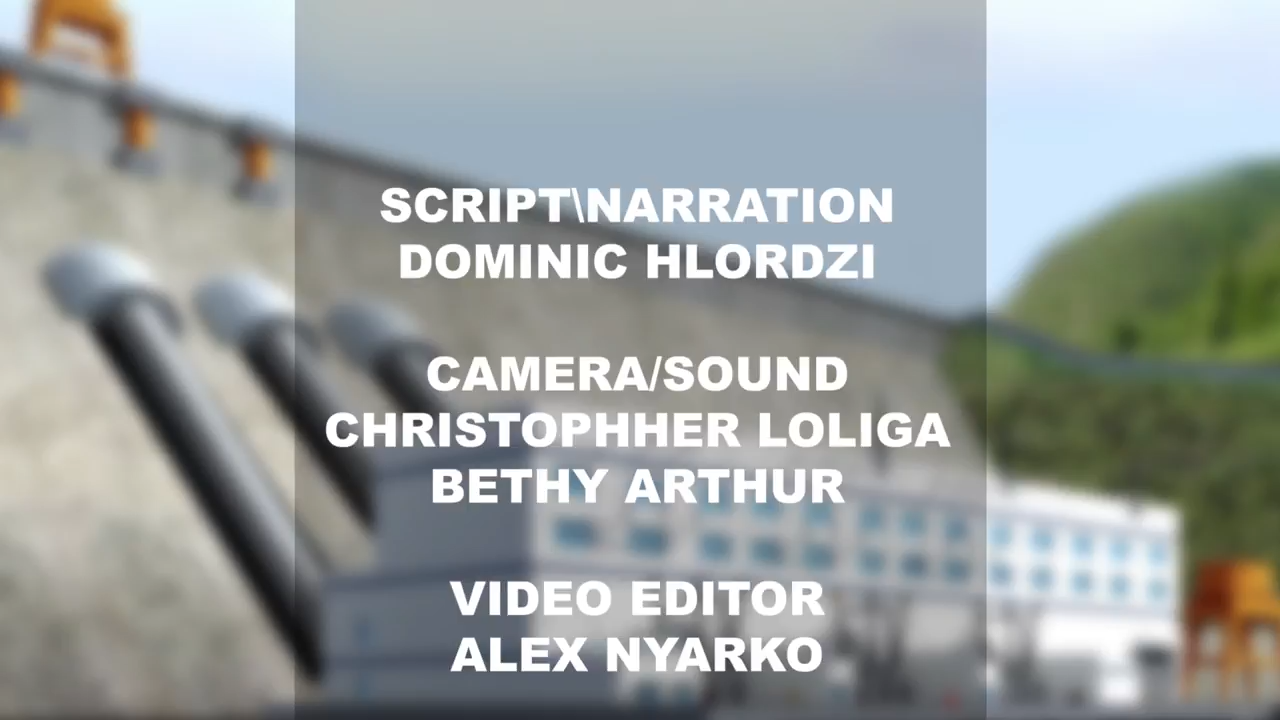 SCRIPT\NARRATION
DOMINIC HLORDZI
CAMERA/SOUND
CHRISTOPHHER LOLIGA
BETHY ARTHUR
VIDEO EDITOR
ALEX NYARKO